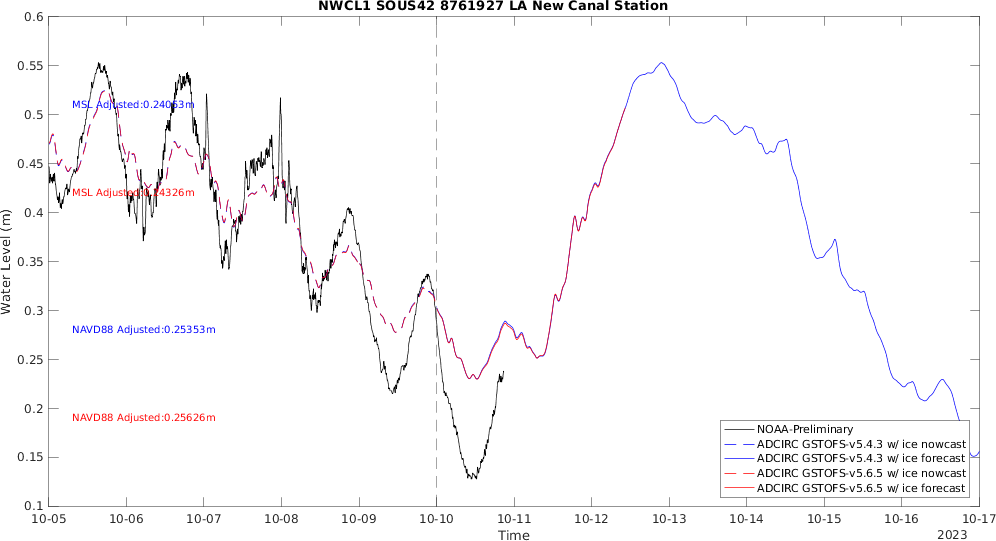 NWCL1 SOUS42 8761927 LA New Canal Station
0.6
0.55
0.5
0.45
0.4
0.35
0.3
0.25
0.2
0.15
0.1
Water Level (m)
MSL Adjusted:0.24063m
MSL Adjusted:0.24326m
NAVD88 Adjusted:0.25353m
NAVD88 Adjusted:0.25626m
NOAA-Preliminary
ADCIRC GSTOFS-v5.4.3 w/ ice nowcast
ADCIRC GSTOFS-v5.4.3 w/ ice forecast
ADCIRC GSTOFS-v5.6.5 w/ ice nowcast
ADCIRC GSTOFS-v5.6.5 w/ ice forecast
10-05 10-06 10-07 10-08 10-09 10-10 10-11 10-12 10-13 10-14 10-15 10-16 10-17
Time
2023